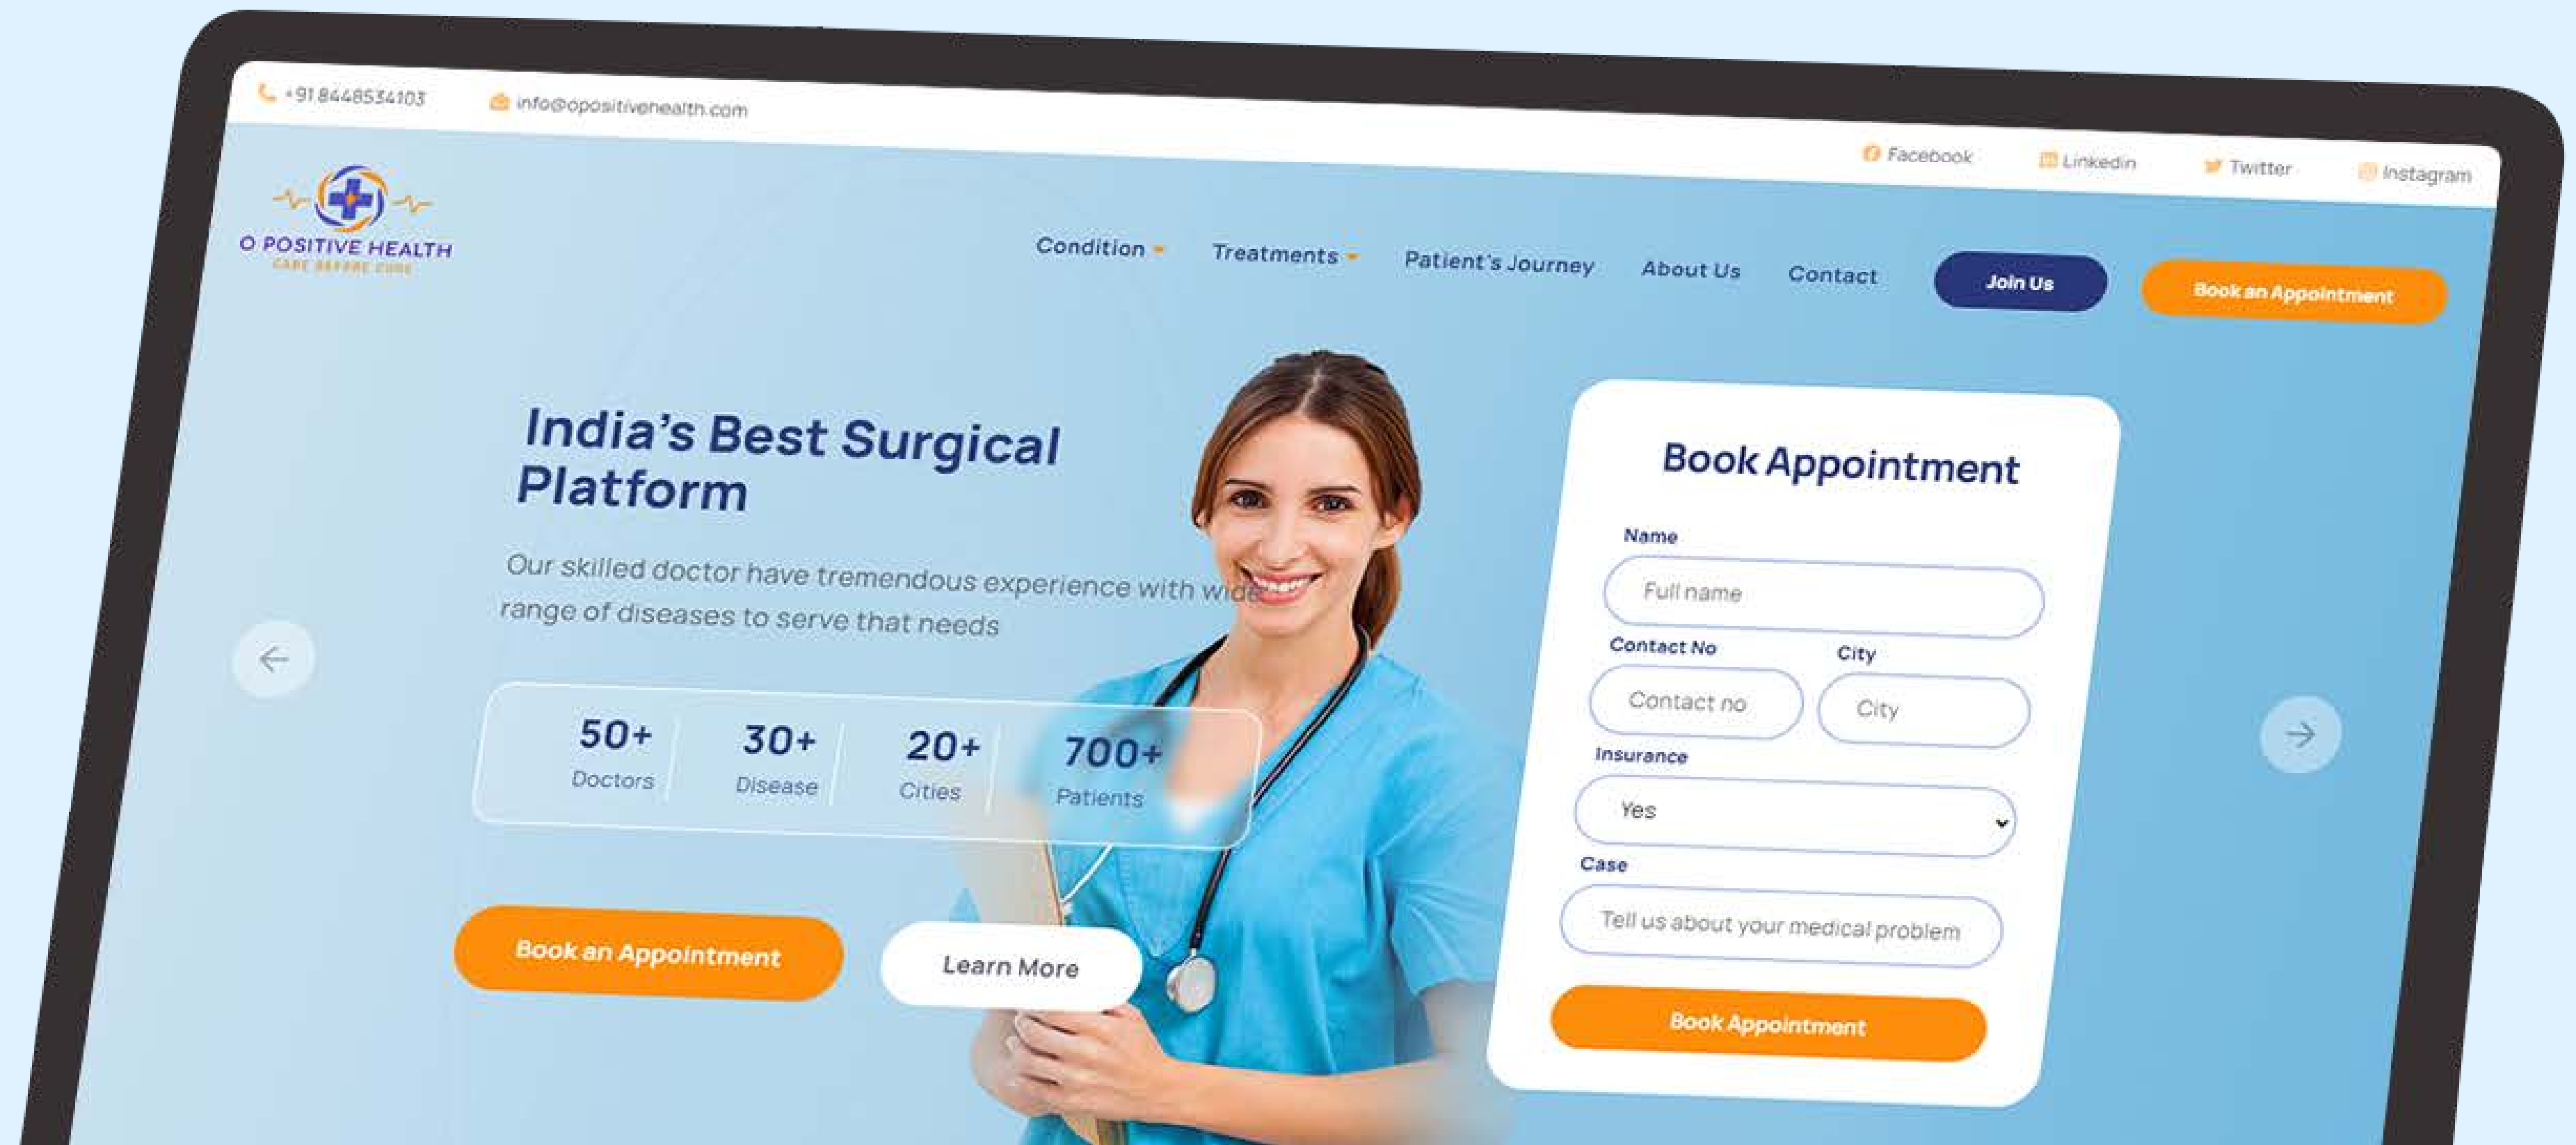 +91 8448534103
info@opositivehealth.com
Facebook
Linkedin
Twitter
Instagram
O POSITIVE HEALTH
CARE BEFORE CURE
Condition
Treatments
Patient's Journey
About Us
Contact
Join Us
Book an Appointment
India's Best Surgical
Platform
Our skilled doctor have tremendous experience with wide
range of diseases to serve that needs
50+
Doctors
30+
Disease
20+
Cities
700+
Patients
Book an Appointment
Learn More
Book Appointment
Name
Full name
Contact No
City
Contact no
City
Insurance
Yes
Case
Tell us about your medical problem
Book Appointment